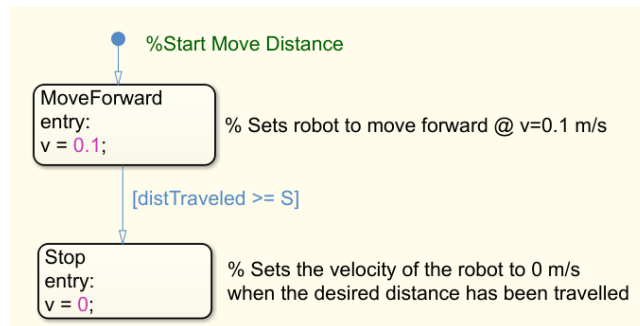 %Start Move Distance
MoveForward
entry:
v = 0.1;
% Sets robot to move forward @ v=0.1 m/s
[distTraveled >= S]
Stop
entry:
v = 0;
% Sets the velocity of the robot to 0 m/s
when the desired distance has been travelled